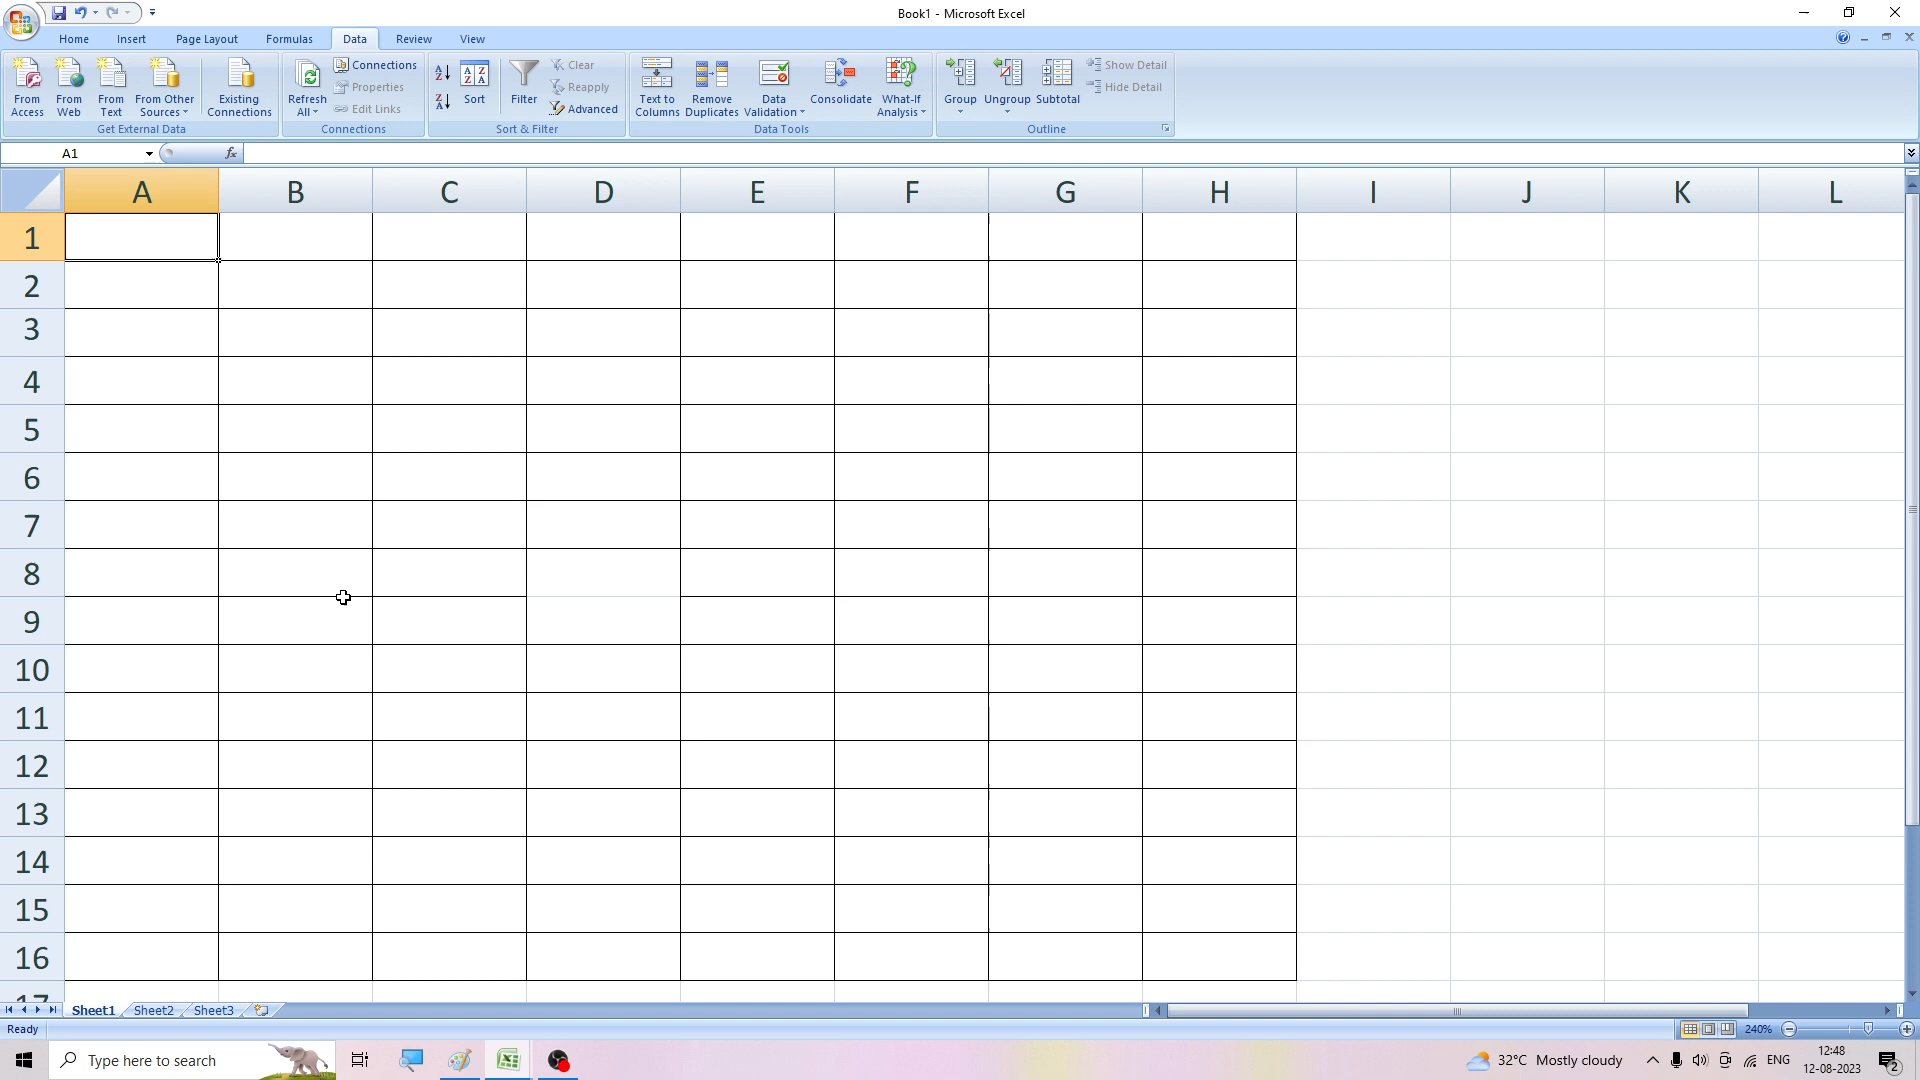 Book1 - Microsoft Excel
Home Insert Page Layout Formulas Data Review View
From Access
From Web
From Text
From Other Sources
Existing Connections
Get External Data
Refresh All
Connections
Properties
Edit Links
Connections
Sort
Filter
Clear
Reapply
Advanced
Sort & Filter
Text to Columns
Remove Duplicates
Data Validation
Consolidate
What-If Analysis
Data Tools
Group
Ungroup
Subtotal
Show Detail
Hide Detail
Outline
A1 fx
A B C D E F G H I J K L
1
2
3
4
5
6
7
8
9
10
11
12
13
14
15
16
17
Sheet1 Sheet2 Sheet3
Ready 240%
Type here to search 32°C Mostly cloudy ENG 12:48
12-08-2023 2